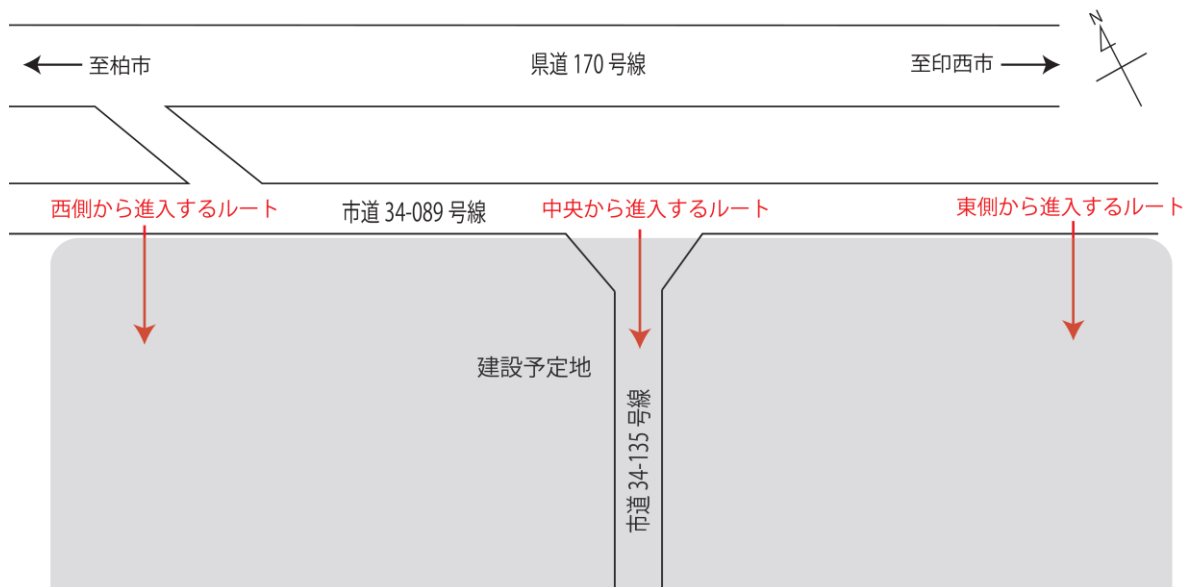 N
至柏市
県道 170 号線
至印西市
西側から進入するルート
市道 34-089 号線
中央から進入するルート
東側から進入するルート
建設予定地
市道 34-135 号線